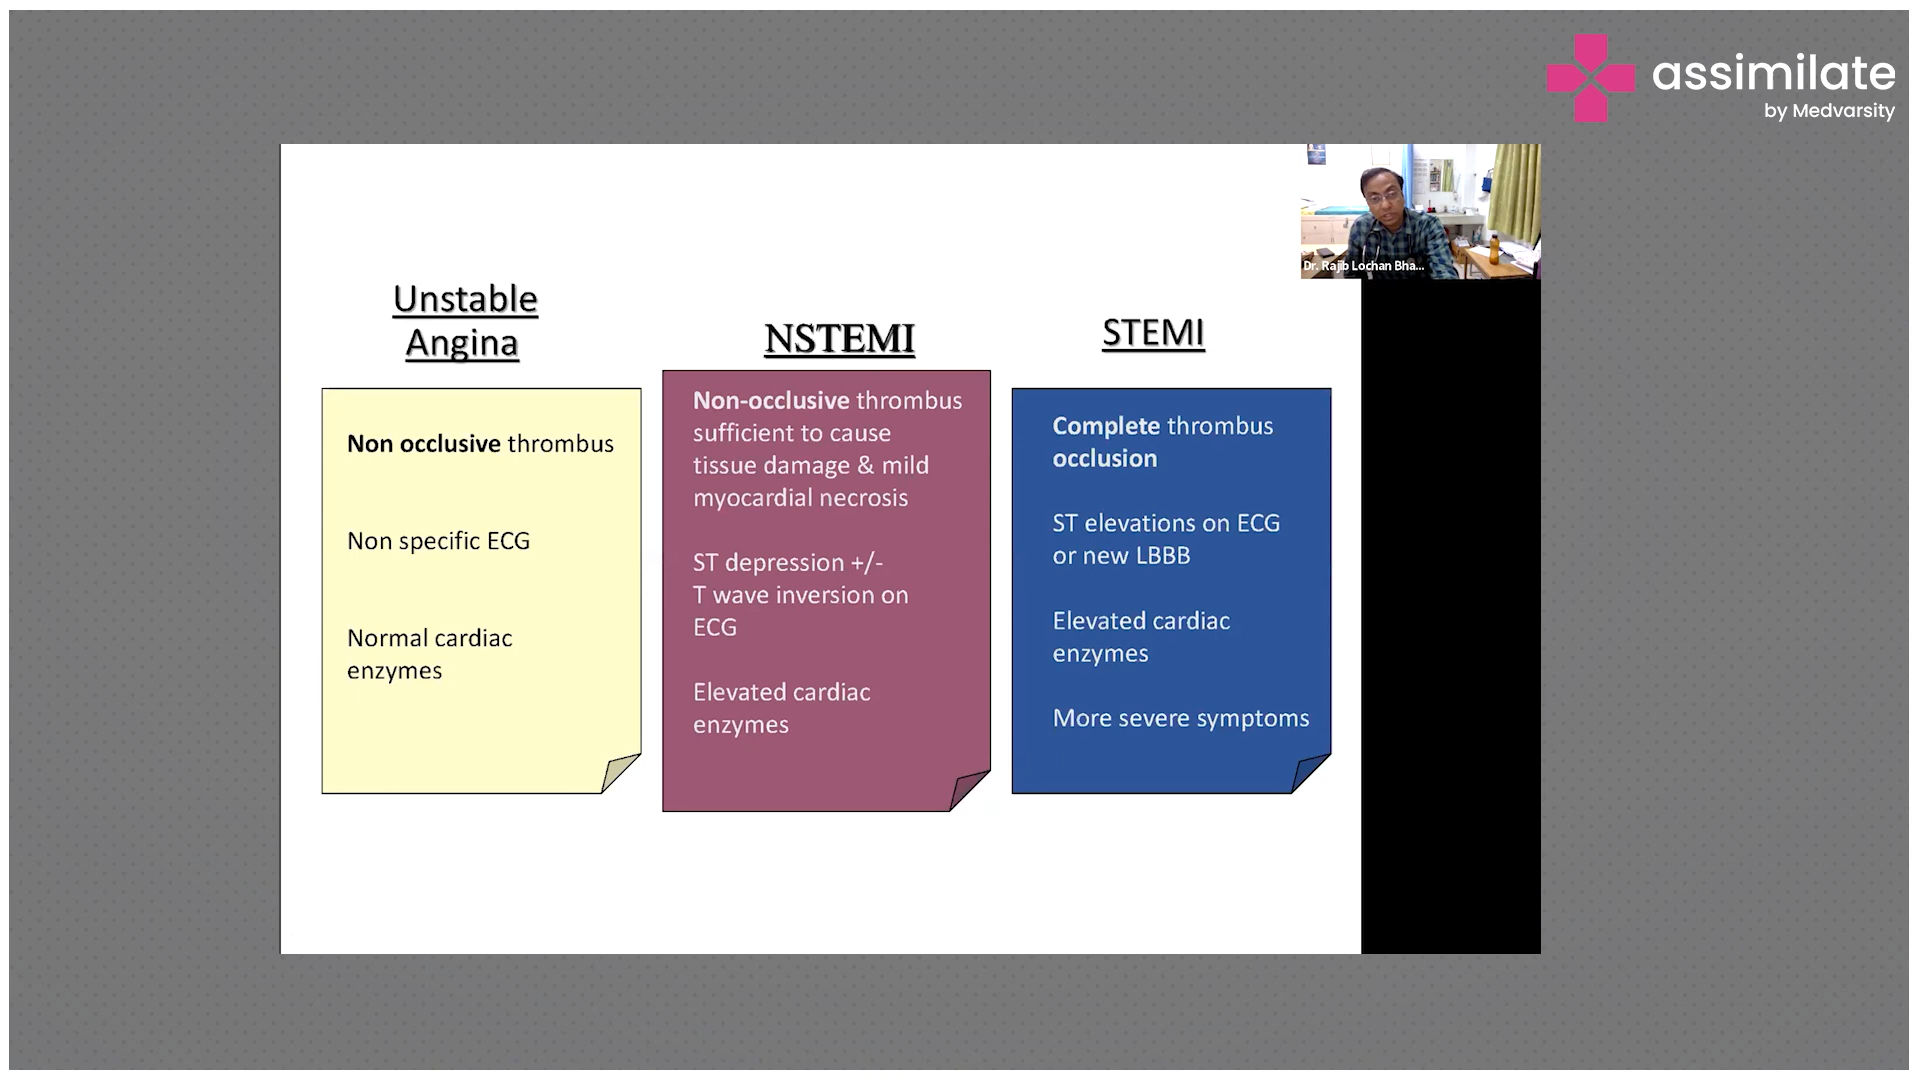 assimilate
by Medvarsity
Dr. Rajib Lochan Bha...
Unstable
Angina
Non occlusive thrombus
Non specific ECG
Normal cardiac
enzymes
NSTEMI
Non-occlusive thrombus
sufficient to cause
tissue damage & mild
myocardial necrosis
ST depression +/-
T wave inversion on
ECG
Elevated cardiac
enzymes
STEMI
Complete thrombus
occlusion
ST elevations on ECG
or new LBBB
Elevated cardiac
enzymes
More severe symptoms